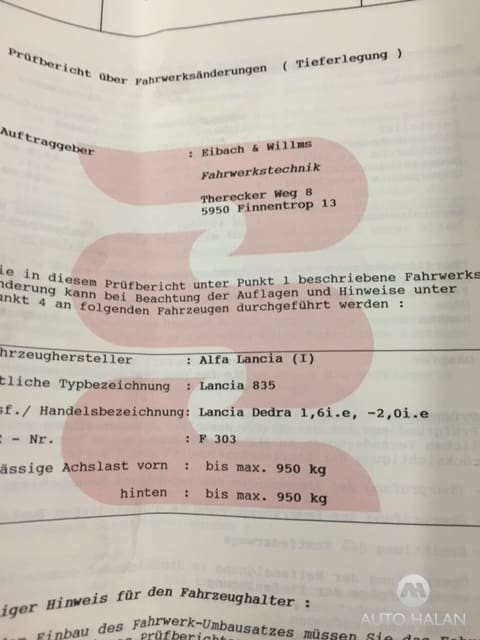 Prüfbericht über Fahrwerksänderungen ( Tieferlegung )
Auftraggeber : Eibach & Willms
Fahrwerkstechnik
Therecker Weg 8
5950 Finnentrop 13
ie in diesem Prüfbericht unter Punkt 1 beschriebene Fahrwerks
nderung kann bei Beachtung der Auflagen und Hinweise unter
unkt 4 an folgenden Fahrzeugen durchgeführt werden :
hrzeughersteller : Alfa Lancia (I)
tliche Typbezeichnung : Lancia 835
f./ Handelsbezeichnung: Lancia Dedra 1,6i.e, -2,0i.e
- Nr. : F 303
ässige Achslast vorn : bis max. 950 kg
hinten : bis max. 950 kg
iger Hinweis für den Fahrzeughalter :
Einbau des Fahrwerk-Umbausatzes müssen Sie das
AUTO HALAN